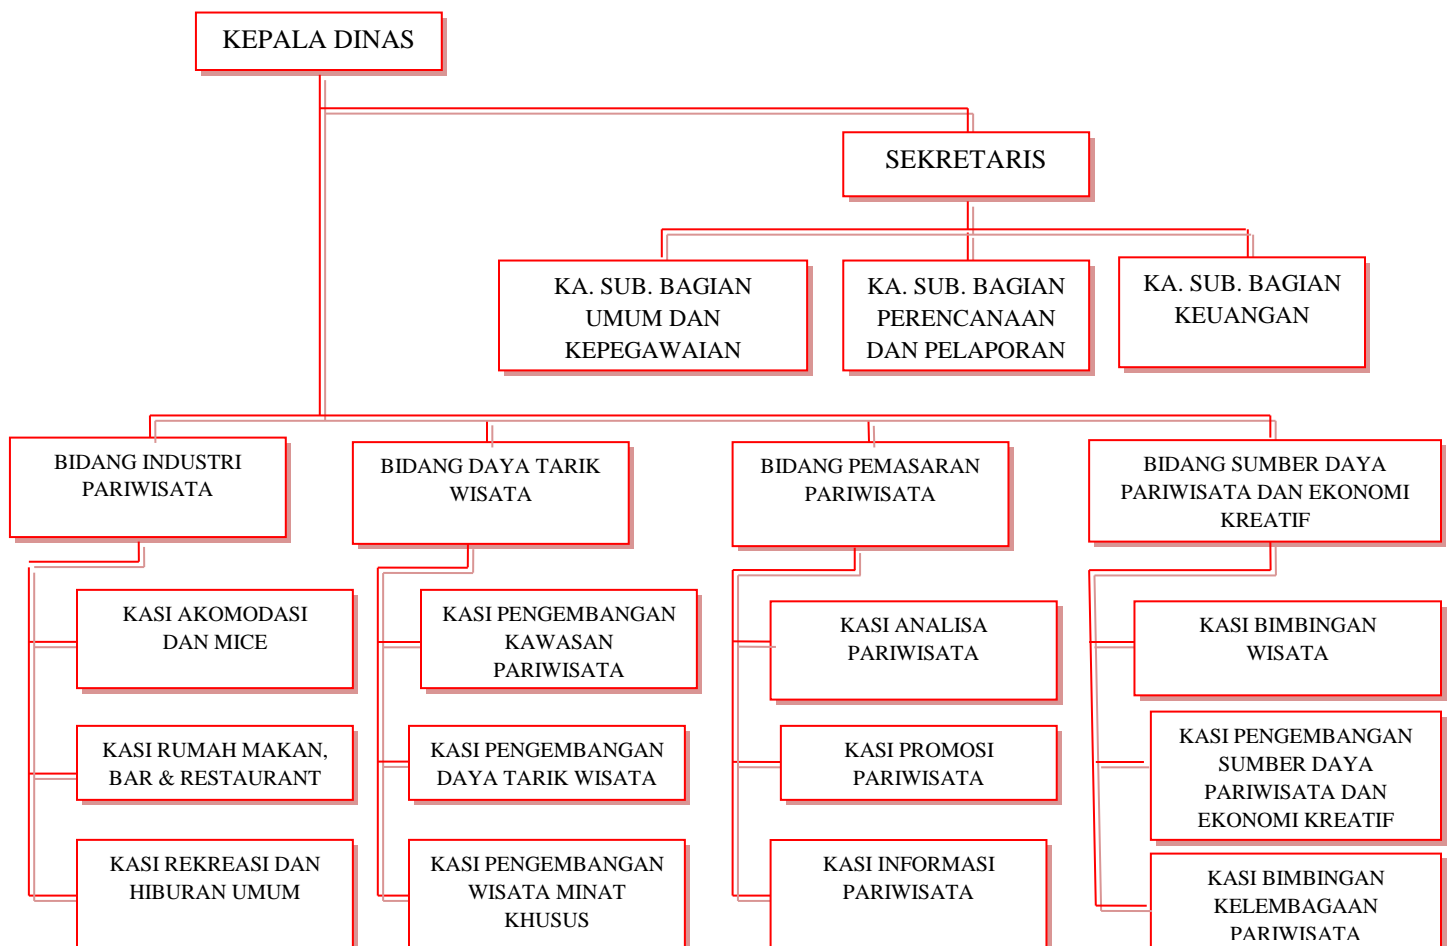 KEPALA DINAS
SEKRETARIS
KA. SUB. BAGIAN
UMUM DAN
KEPEGAWAIAN
KA. SUB. BAGIAN
PERENCANAAN
DAN PELAPORAN
KA. SUB. BAGIAN
KEUANGAN
BIDANG INDUSTRI
PARIWISATA
BIDANG DAYA TARIK
WISATA
BIDANG PEMASARAN
PARIWISATA
BIDANG SUMBER DAYA
PARIWISATA DAN EKONOMI
KREATIF
KASI AKOMODASI
DAN MICE
KASI PENGEMBANGAN
KAWASAN
PARIWISATA
KASI ANALISA
PARIWISATA
KASI BIMBINGAN
WISATA
KASI RUMAH MAKAN,
BAR & RESTAURANT
KASI PENGEMBANGAN
DAYA TARIK WISATA
KASI PROMOSI
PARIWISATA
KASI PENGEMBANGAN
SUMBER DAYA
PARIWISATA DAN
EKONOMI KREATIF
KASI REKREASI DAN
HIBURAN UMUM
KASI PENGEMBANGAN
WISATA MINAT
KHUSUS
KASI INFORMASI
PARIWISATA
KASI BIMBINGAN
KELEMBAGAAN
PARIWISATA